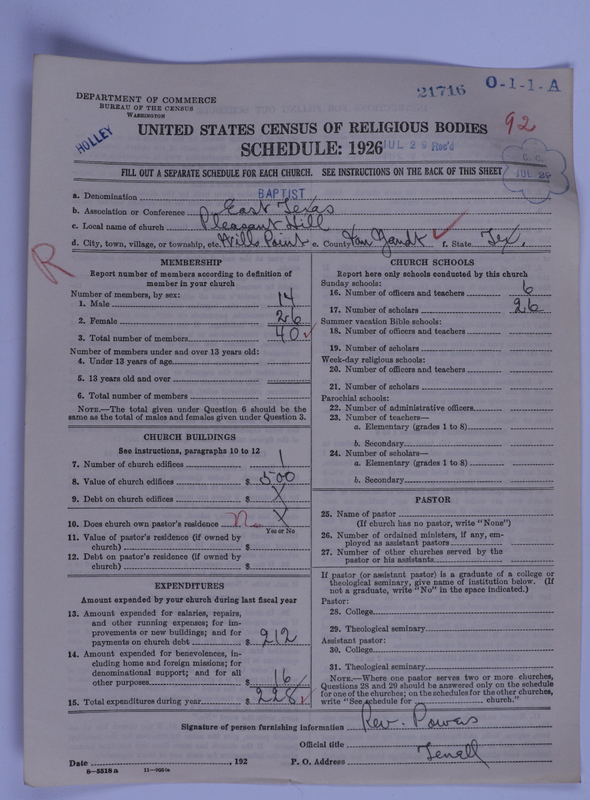 21716 0-1-1-A
DEPARTMENT OF COMMERCE
BUREAU OF THE CENSUS
WASHINGTON
HOLLEY
UNITED STATES CENSUS OF RELIGIOUS BODIES 92
SCHEDULE: 1926 JUL 29 Rec'd
C. C.
JUL 29
FILL OUT A SEPARATE SCHEDULE FOR EACH CHURCH. SEE INSTRUCTIONS ON THE BACK OF THIS SHEET
a. Denomination BAPTIST
b. Association or Conference East Texas
c. Local name of church Pleasant Hill
d. City, town, village, or township, etc. Wills Point e. County Van Zandt f. State Tex.
R
MEMBERSHIP
Report number of members according to definition of
member in your church
Number of members, by sex:
1. Male 14
2. Female 26
3. Total number of members 40
Number of members under and over 13 years old:
4. Under 13 years of age
5. 13 years old and over
6. Total number of members
NOTE.—The total given under Question 6 should be the
same as the total of males and females given under Question 3.
CHURCH BUILDINGS
See instructions, paragraphs 10 to 12
7. Number of church edifices 1
8. Value of church edifices $ 500
9. Debt on church edifices $ X
10. Does church own pastor's residence No X
Yes or No
11. Value of pastor's residence (if owned by
church) $
12. Debt on pastor's residence (if owned by
church) $
EXPENDITURES
Amount expended by your church during last fiscal year
13. Amount expended for salaries, repairs,
and other running expenses; for im-
provements or new buildings; and for
payments on church debt $ 212
14. Amount expended for benevolences, in-
cluding home and foreign missions; for
denominational support; and for all
other purposes $ 16
15. Total expenditures during year $ 228
CHURCH SCHOOLS
Report here only schools conducted by this church
Sunday schools:
16. Number of officers and teachers 6
17. Number of scholars 26
Summer vacation Bible schools:
18. Number of officers and teachers
19. Number of scholars
Week-day religious schools:
20. Number of officers and teachers
21. Number of scholars
Parochial schools:
22. Number of administrative officers
23. Number of teachers—
a. Elementary (grades 1 to 8)
b. Secondary
24. Number of scholars—
a. Elementary (grades 1 to 8)
b. Secondary
PASTOR
25. Name of pastor
(If church has no pastor, write "None")
26. Number of ordained ministers, if any, em-
ployed as assistant pastors
27. Number of other churches served by the
pastor or his assistants
If pastor (or assistant pastor) is a graduate of a college or
theological seminary, give name of institution below. (If
not a graduate, write "No" in the space indicated.)
Pastor:
28. College
29. Theological seminary
Assistant pastor:
30. College
31. Theological seminary
NOTE.—Where one pastor serves two or more churches,
Questions 28 and 29 should be answered only on the schedule
for one of the churches; on the schedules for the other churches,
write "See schedule for church."
Signature of person furnishing information Rev. Powers
Official title
Date , 192 P. O. Address Terrell
8-5518a